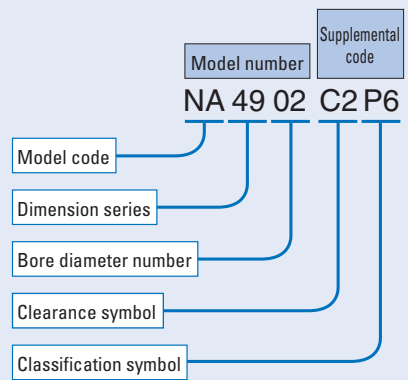 Supplemental
code
Model number
NA 49 02 C2 P6
Model code
Dimension series
Bore diameter number
Clearance symbol
Classification symbol